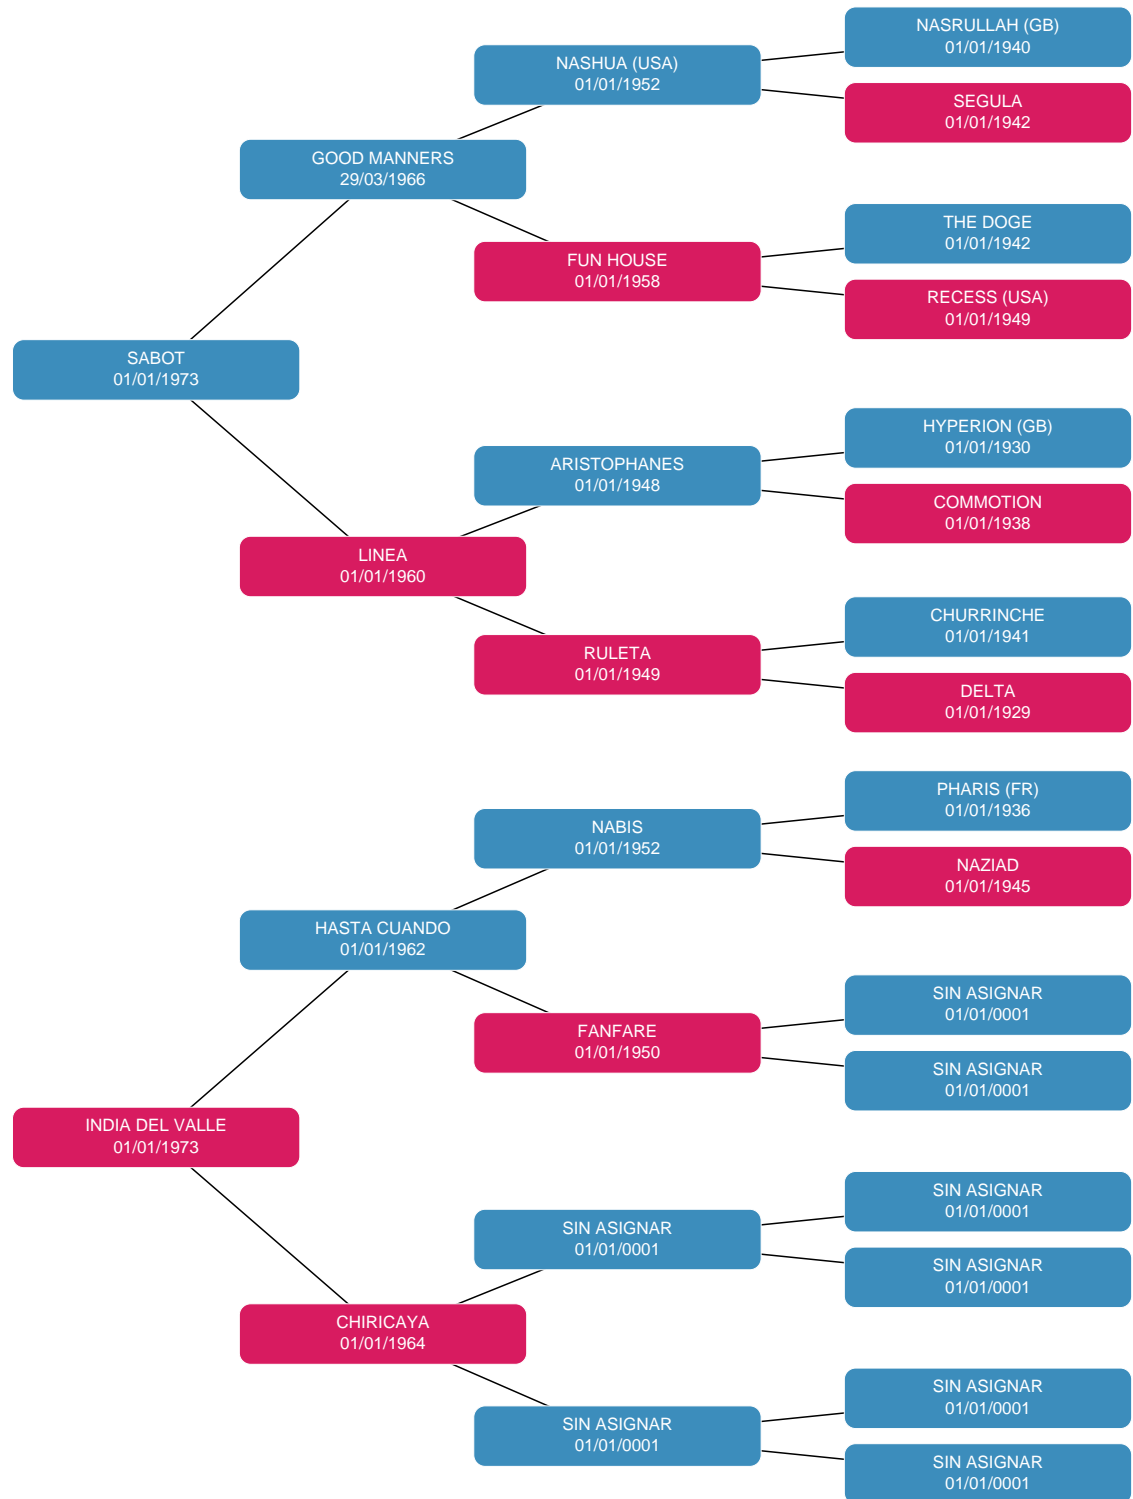 NASRULLAH (GB)
01/01/1940
NASHUA (USA)
01/01/1952
SEGULA
01/01/1942
GOOD MANNERS
29/03/1966
THE DOGE
01/01/1942
FUN HOUSE
01/01/1958
RECESS (USA)
01/01/1949
SABOT
01/01/1973
HYPERION (GB)
01/01/1930
ARISTOPHANES
01/01/1948
COMMOTION
01/01/1938
LINEA
01/01/1960
CHURRINCHE
01/01/1941
RULETA
01/01/1949
DELTA
01/01/1929
PHARIS (FR)
01/01/1936
NABIS
01/01/1952
NAZIAD
01/01/1945
HASTA CUANDO
01/01/1962
SIN ASIGNAR
01/01/0001
FANFARE
01/01/1950
SIN ASIGNAR
01/01/0001
INDIA DEL VALLE
01/01/1973
SIN ASIGNAR
01/01/0001
SIN ASIGNAR
01/01/0001
SIN ASIGNAR
01/01/0001
CHIRICAYA
01/01/1964
SIN ASIGNAR
01/01/0001
SIN ASIGNAR
01/01/0001
SIN ASIGNAR
01/01/0001